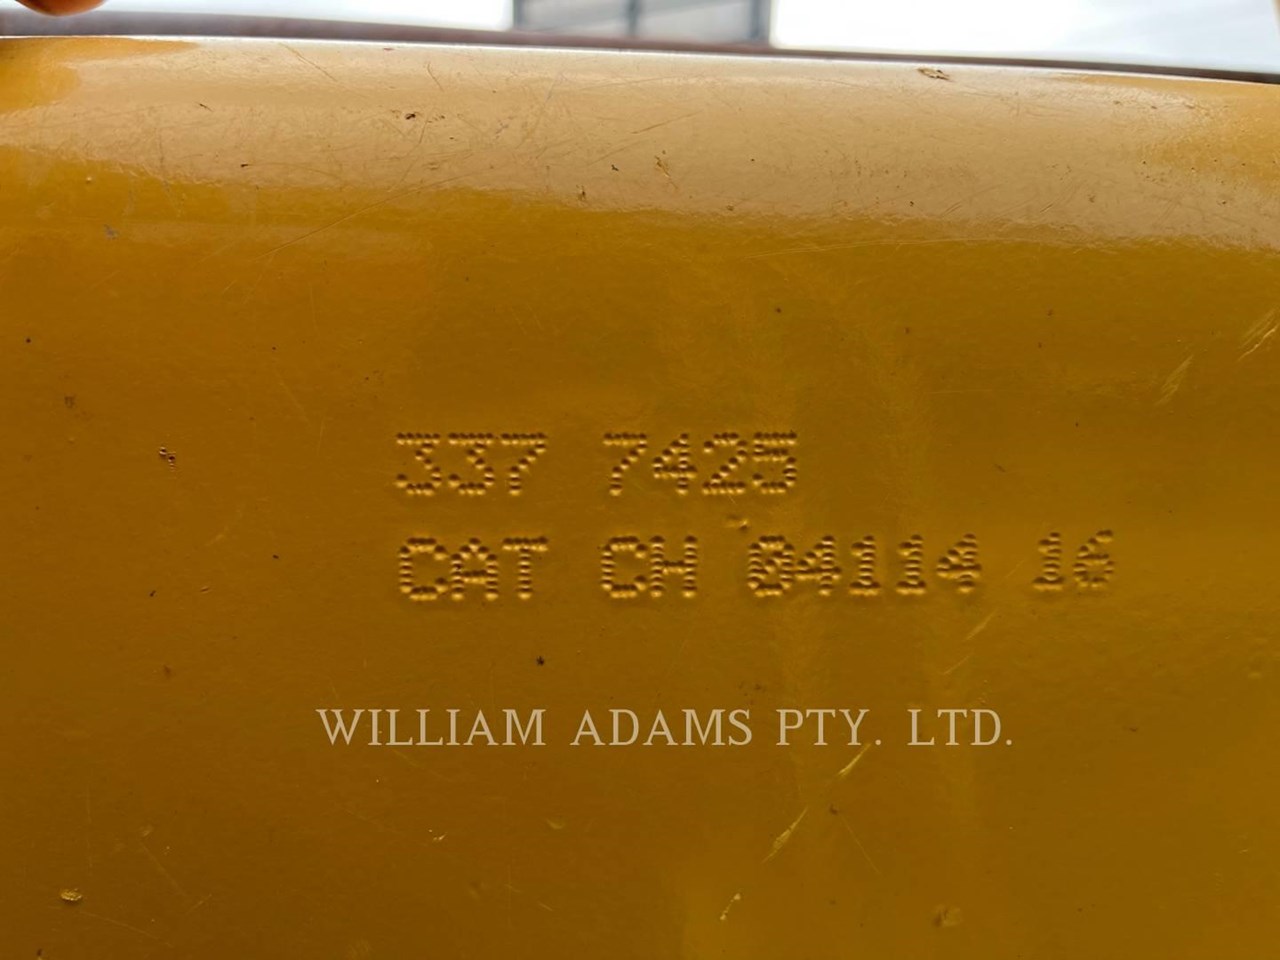 337 7425
CAT CH 04114 16
WILLIAM ADAMS PTY. LTD.